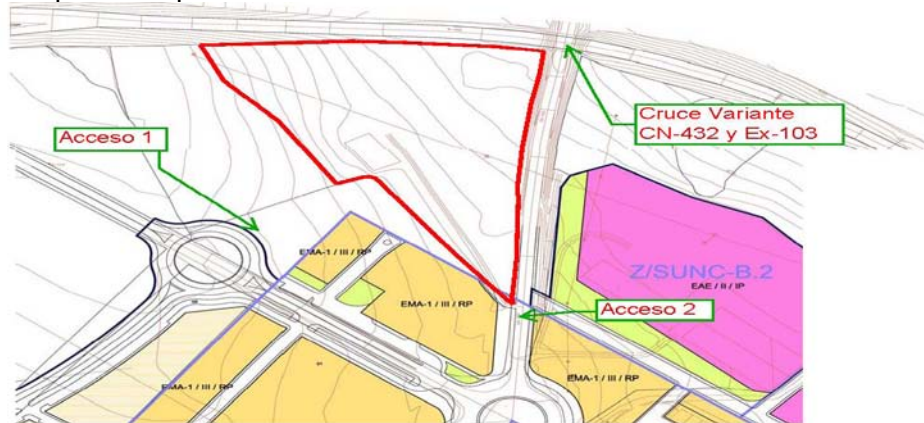 Cruce Variante
CN-432 y Ex-103
Acceso 1
EMA-1 / III / RP
Z/SUNC-B.2
EAE / II / IP
EMA-1 / III / RP
Acceso 2
EMA-1 / III / RP
EMA-1 / III / RP